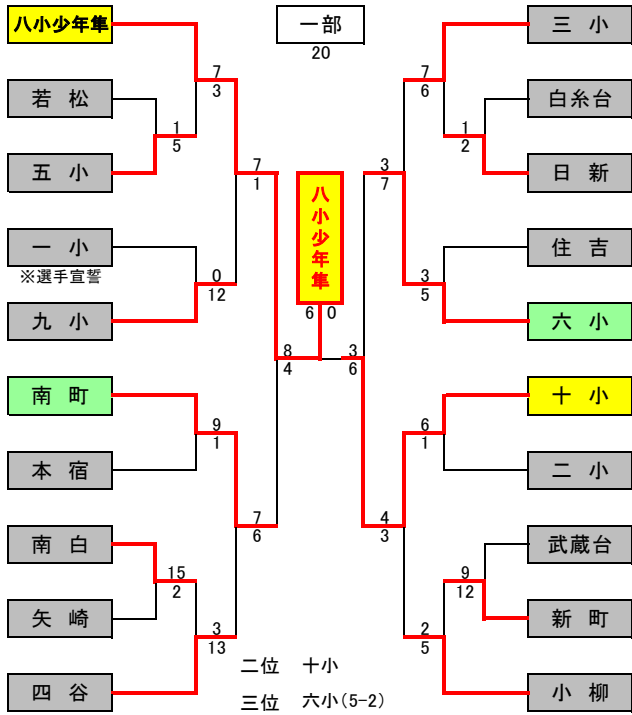 八小少年隼
一部
三 小
20
7
3
7
6
若 松
白糸台
1
5
1
2
五 小
日 新
7
1
3
7
八小少年隼
一 小
住 吉
※選手宣誓
0
12
3
5
九 小
六 小
6 0
8
4
3
6
南 町
十 小
9
1
6
1
本 宿
二 小
7
6
4
3
南 白
武蔵台
15
2
9
12
矢 崎
新 町
3
13
2
5
二位 十小
四 谷
小 柳
三位 六小(5-2)